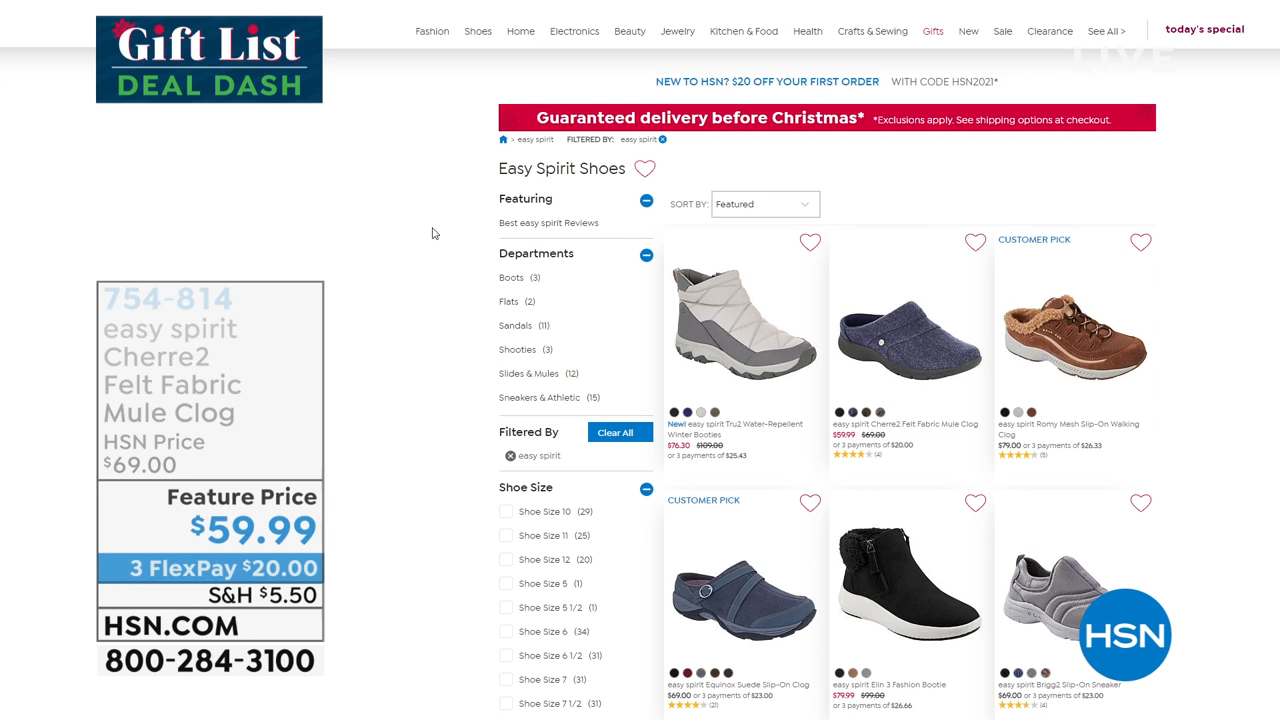 Gift List
DEAL DASH
Fashion Shoes Home Electronics Beauty Jewelry Kitchen & Food Health Crafts & Sewing Gifts New Sale Clearance See All > today's special
LIVE
NEW TO HSN? $20 OFF YOUR FIRST ORDER WITH CODE HSN2021*
Guaranteed delivery before Christmas* *Exclusions apply. See shipping options at checkout.
> easy spirit FILTERED BY: easy spirit
Easy Spirit Shoes
Featuring
Best easy spirit Reviews
Departments
Boots (3)
Flats (2)
Sandals (11)
Shooties (3)
Slides & Mules (12)
Sneakers & Athletic (15)
Filtered By Clear All
easy spirit
Shoe Size
Shoe Size 10 (29)
Shoe Size 11 (25)
Shoe Size 12 (20)
Shoe Size 5 (1)
Shoe Size 5 1/2 (1)
Shoe Size 6 (34)
Shoe Size 6 1/2 (31)
Shoe Size 7 (31)
Shoe Size 7 1/2 (31)
SORT BY: Featured
New! easy spirit Tru2 Water-Repellent
Winter Booties
$76.30 $109.00
or 3 payments of $25.43
easy spirit Cherre2 Felt Fabric Mule Clog
$59.99 $69.00
or 3 payments of $20.00
(4)
CUSTOMER PICK
easy spirit Romy Mesh Slip-On Walking
Clog
$79.00 or 3 payments of $26.33
(5)
CUSTOMER PICK
easy spirit Equinox Suede Slip-On Clog
$69.00 or 3 payments of $23.00
(23)
easy spirit Elin 3 Fashion Bootie
$79.99 $99.00
or 3 payments of $26.66
easy spirit Brigg2 Slip-On Sneaker
$69.00 or 3 payments of $23.00
(4)
754-814
easy spirit
Cherre2
Felt Fabric
Mule Clog
HSN Price
$69.00
Feature Price
$59.99
3 FlexPay $20.00
S&H $5.50
HSN.COM
800-284-3100
HSN